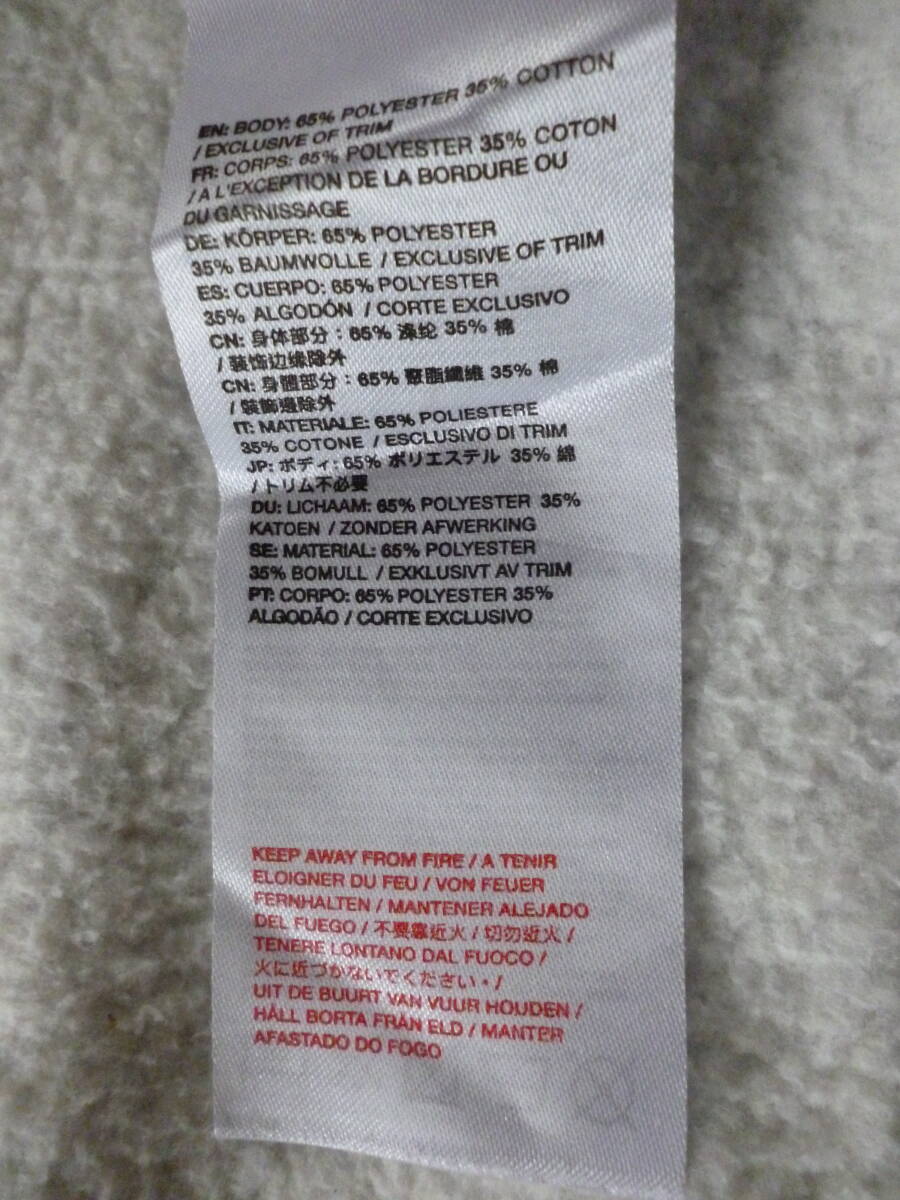 EN: BODY: 65% POLYESTER 35% COTTON
/ EXCLUSIVE OF TRIM
FR: CORPS: 65% POLYESTER 35% COTON
/ A L'EXCEPTION DE LA BORDURE OU
DU GARNISSAGE
DE: KÖRPER: 65% POLYESTER
35% BAUMWOLLE / EXCLUSIVE OF TRIM
ES: CUERPO: 65% POLYESTER
35% ALGODÓN / CORTE EXCLUSIVO
CN: 身体部分：65% 涤纶 35% 棉
/ 装饰边缘除外
CN: 身體部分：65% 聚脂纖維 35% 棉
/ 裝飾邊除外
IT: MATERIALE: 65% POLIESTERE
35% COTONE / ESCLUSIVO DI TRIM
JP: ボディ: 65% ポリエステル 35% 綿
/ トリム不必要
DU: LICHAAM: 65% POLYESTER 35%
KATOEN / ZONDER AFWERKING
SE: MATERIAL: 65% POLYESTER
35% BOMULL / EXKLUSIVT AV TRIM
PT: CORPO: 65% POLYESTER 35%
ALGODÃO / CORTE EXCLUSIVO
KEEP AWAY FROM FIRE / A TENIR
ELOIGNER DU FEU / VON FEUER
FERNHALTEN / MANTENER ALEJADO
DEL FUEGO / 不要靠近火 / 切勿近火 /
TENERE LONTANO DAL FUOCO /
火に近づかないでください・/
UIT DE BUURT VAN VUUR HOUDEN /
HÅLL BORTA FRÅN ELD / MANTER
AFASTADO DO FOGO